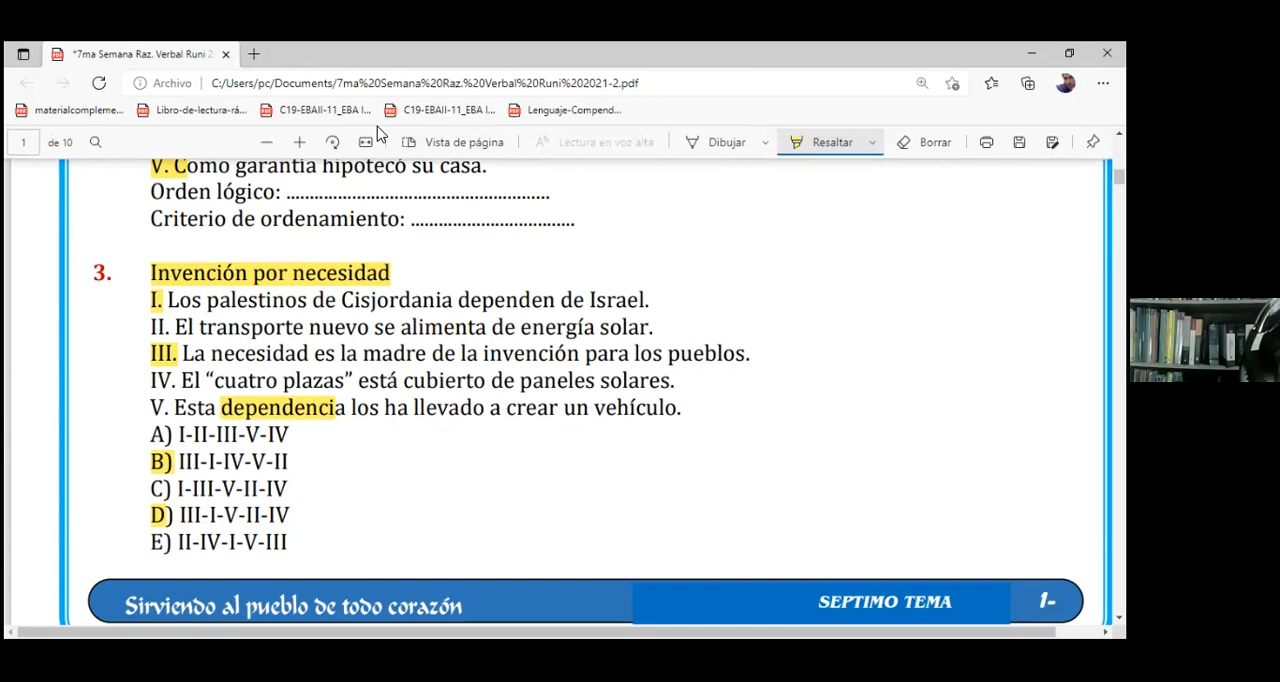 *7ma Semana Raz. Verbal Runi 2
Archivo C:/Users/pc/Documents/7ma%20Semana%20Raz.%20Verbal%20Runi%202021-2.pdf
materialcompleme... Libro-de-lectura-rá... C19-EBAII-11_EBA I... C19-EBAII-11_EBA I... Lenguaje-Compend...
1 de 10 Vista de página Lectura en voz alta Dibujar Resaltar Borrar
V. Como garantía hipotecó su casa.
Orden lógico: ..........................................................
Criterio de ordenamiento: ....................................
3. Invención por necesidad
I. Los palestinos de Cisjordania dependen de Israel.
II. El transporte nuevo se alimenta de energía solar.
III. La necesidad es la madre de la invención para los pueblos.
IV. El “cuatro plazas” está cubierto de paneles solares.
V. Esta dependencia los ha llevado a crear un vehículo.
A) I-II-III-V-IV
B) III-I-IV-V-II
C) I-III-V-II-IV
D) III-I-V-II-IV
E) II-IV-I-V-III
Sirviendo al pueblo de todo corazón SEPTIMO TEMA 1-